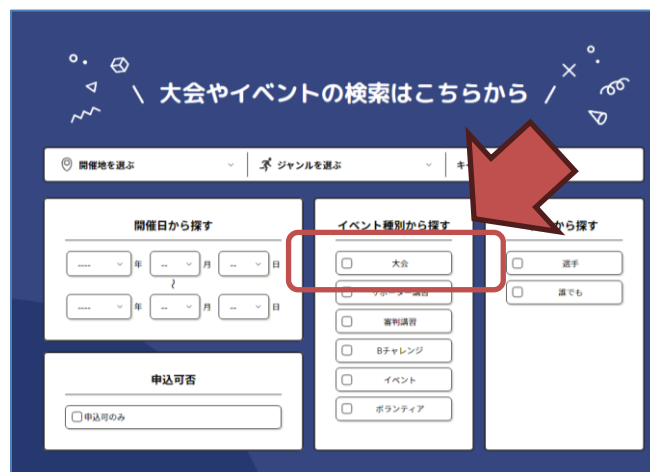 \ 大会やイベントの検索はこちらから /
開催地を選ぶ
ジャンルを選ぶ
キー
開催日から探す
---- 年 -- 月 -- 日
～
---- 年 -- 月 -- 日
申込可否
申込可のみ
イベント種別から探す
大会
サポーター講習
審判講習
Bチャレンジ
イベント
ボランティア
から探す
選手
誰でも